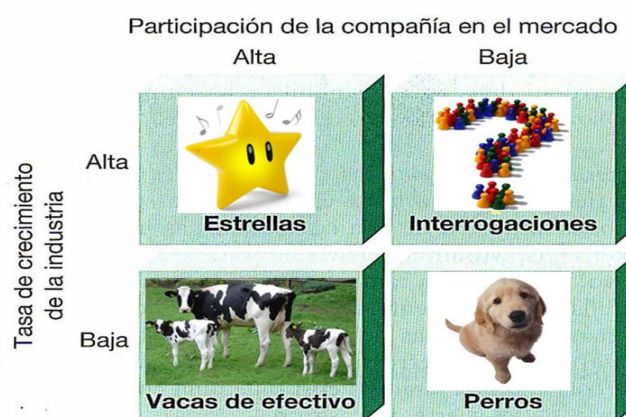 Participación de la compañía en el mercado
Alta Baja
Tasa de crecimiento
de la industria
Alta
Estrellas Interrogaciones
Baja
Vacas de efectivo Perros